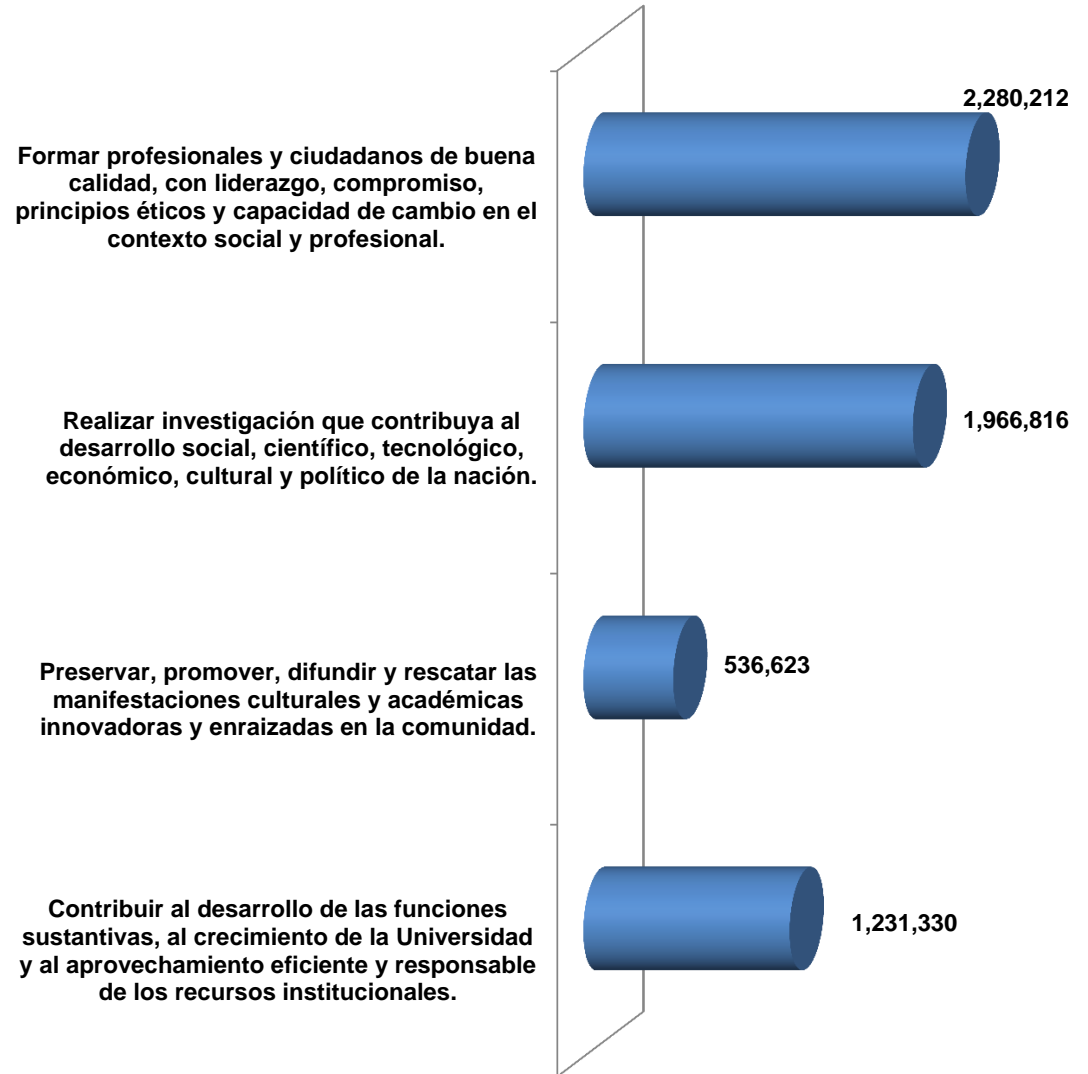 2,280,212
Formar profesionales y ciudadanos de buena
calidad, con liderazgo, compromiso,
principios éticos y capacidad de cambio en el
contexto social y profesional.
Realizar investigación que contribuya al
desarrollo social, científico, tecnológico,
económico, cultural y político de la nación.
1,966,816
Preservar, promover, difundir y rescatar las
manifestaciones culturales y académicas
innovadoras y enraizadas en la comunidad.
536,623
Contribuir al desarrollo de las funciones
sustantivas, al crecimiento de la Universidad
y al aprovechamiento eficiente y responsable
de los recursos institucionales.
1,231,330